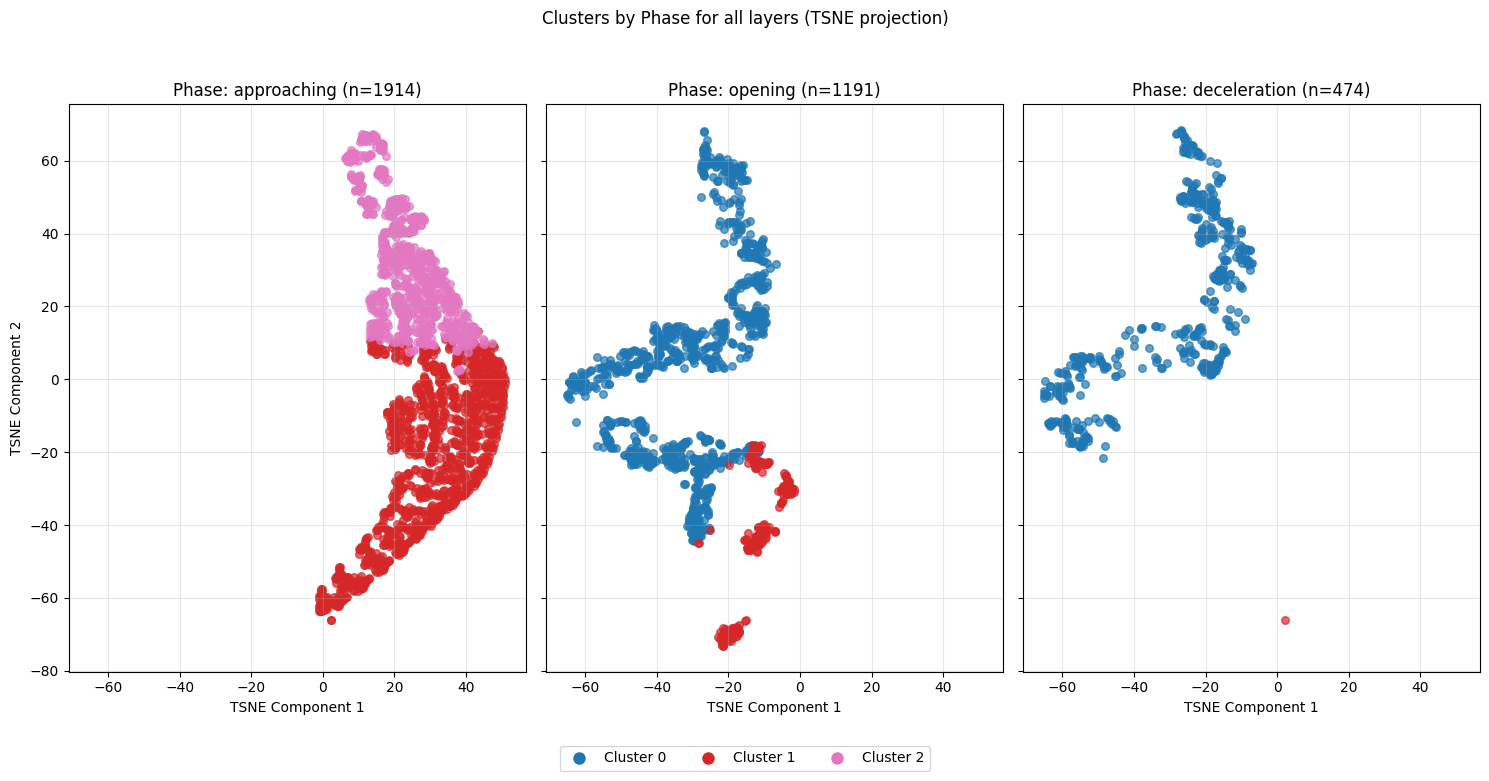 Clusters by Phase for all layers (TSNE projection)
Phase: approaching (n=1914)
Phase: opening (n=1191)
Phase: deceleration (n=474)
TSNE Component 2
60
40
20
0
−20
−40
−60
−80
−60 −40 −20 0 20 40
−60 −40 −20 0 20 40
−60 −40 −20 0 20 40
TSNE Component 1
TSNE Component 1
TSNE Component 1
Cluster 0 Cluster 1 Cluster 2